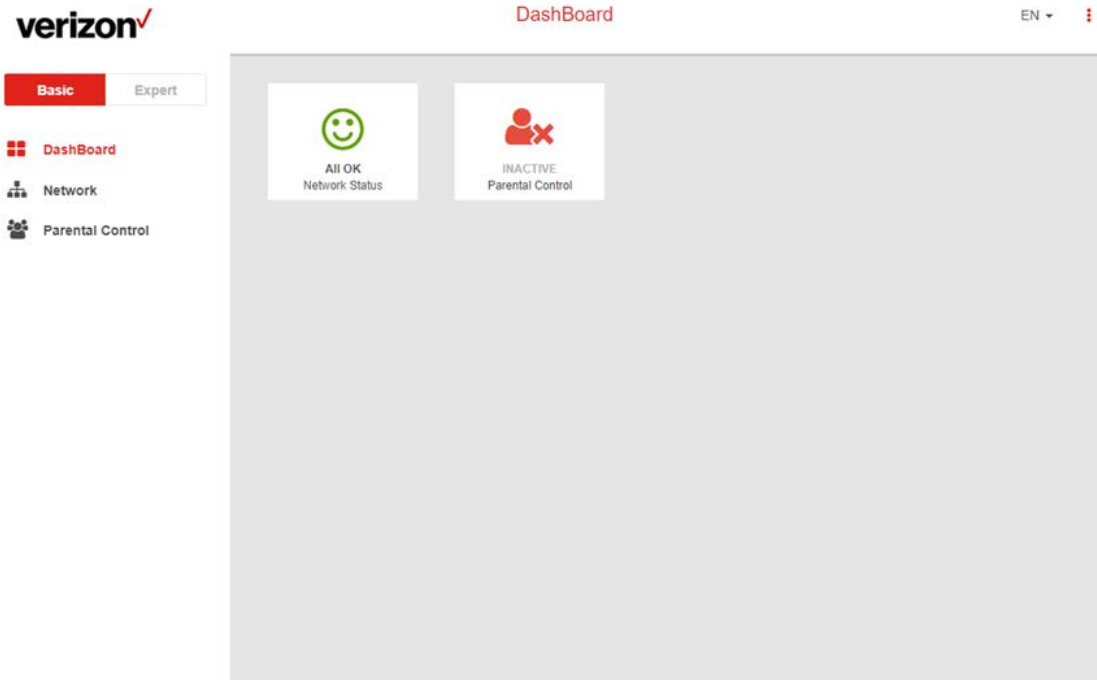 verizon
DashBoard
EN
Basic
Expert
DashBoard
Network
Parental Control
All OK
Network Status
INACTIVE
Parental Control